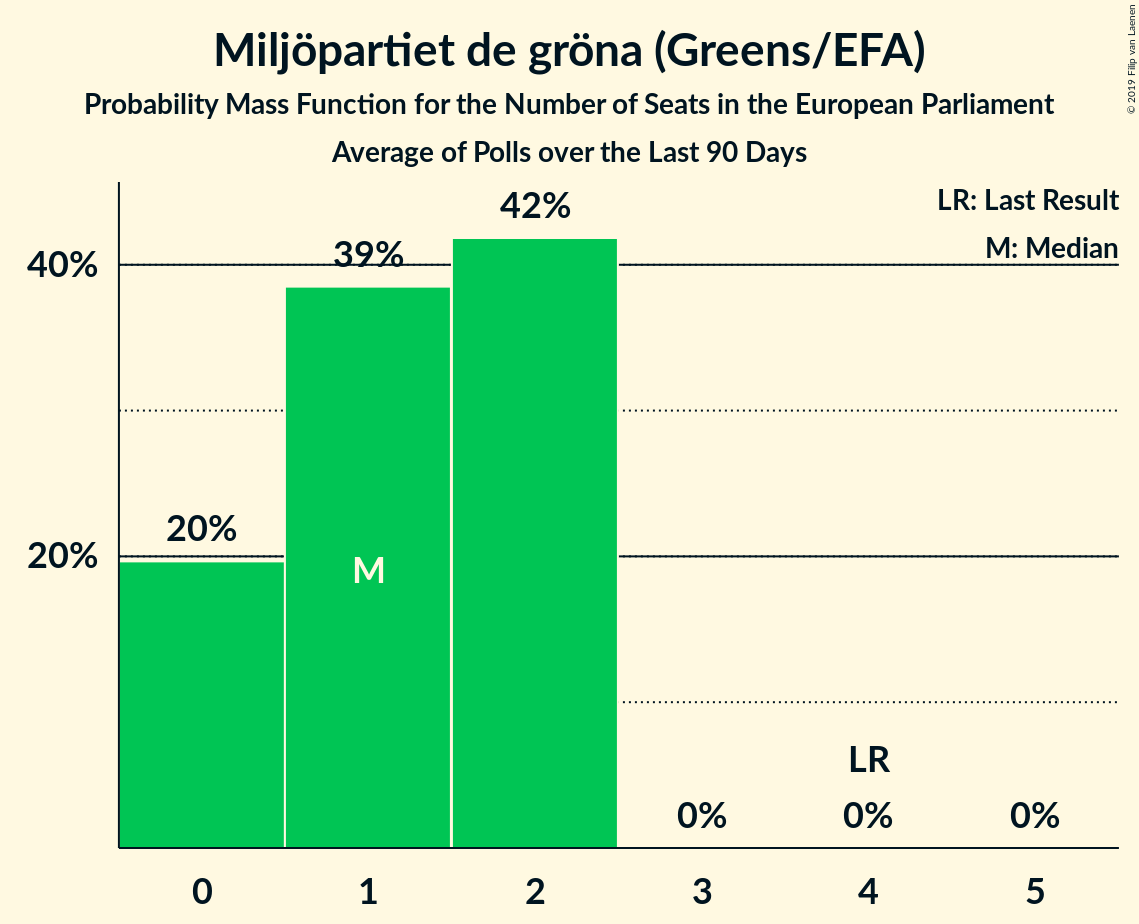 Miljöpartiet de gröna (Greens/EFA)
Probability Mass Function for the Number of Seats in the European Parliament
Average of Polls over the Last 90 Days
© 2019 Filip van Laenen
LR: Last Result
M: Median
42%
39%
40%
20%
20%
M
LR
0%
0%
0%
0
1
2
3
4
5